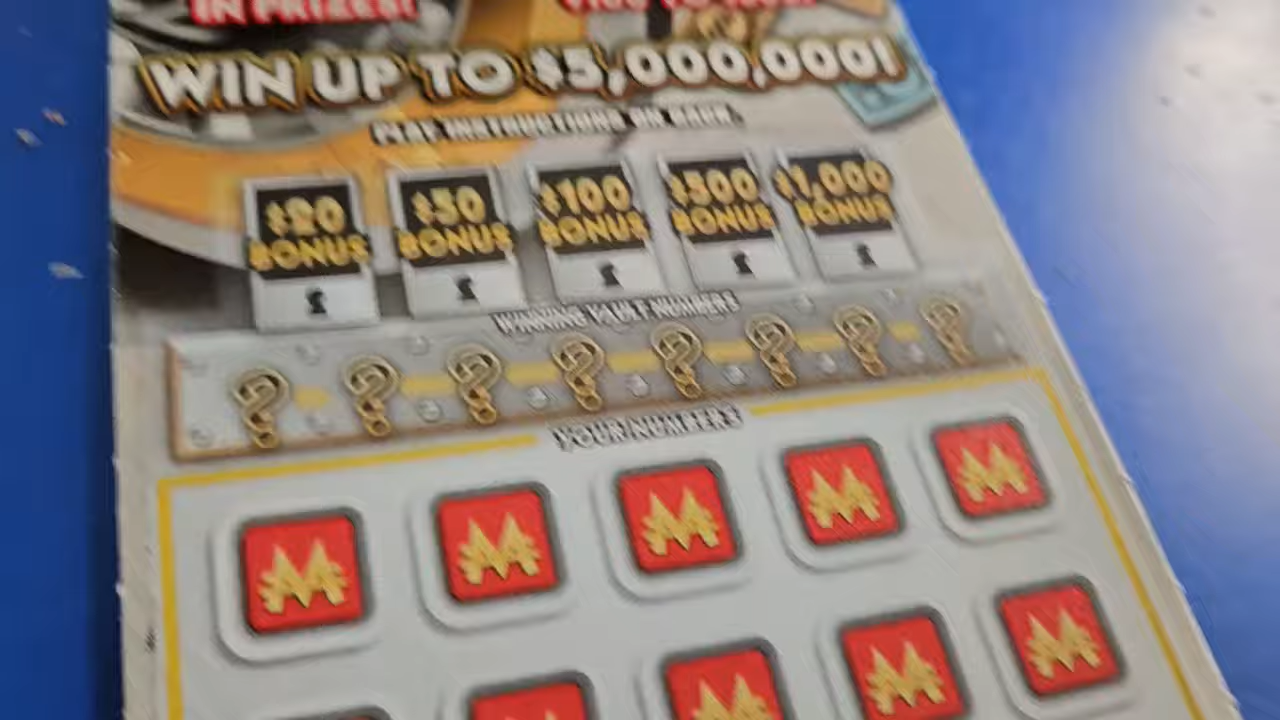 IN PRIZES!
WIN UP TO $5,000,000!
PLAY INSTRUCTIONS ON BACK.
$20 BONUS
$50 BONUS
$100 BONUS
$500 BONUS
$1,000 BONUS
WINNING VAULT NUMBERS
YOUR NUMBERS